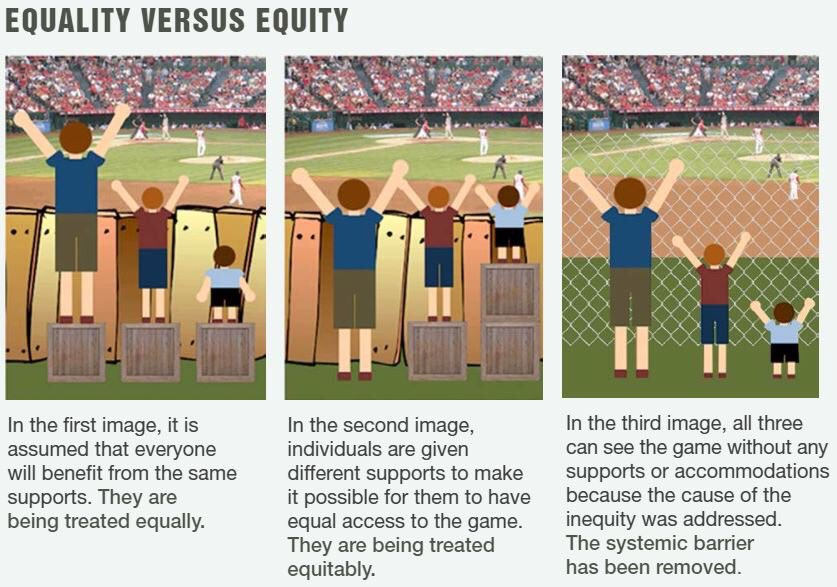 EQUALITY VERSUS EQUITY
In the first image, it is
assumed that everyone
will benefit from the same
supports. They are
being treated equally.
In the second image,
individuals are given
different supports to make
it possible for them to have
equal access to the game.
They are being treated
equitably.
In the third image, all three
can see the game without any
supports or accommodations
because the cause of the
inequity was addressed.
The systemic barrier
has been removed.